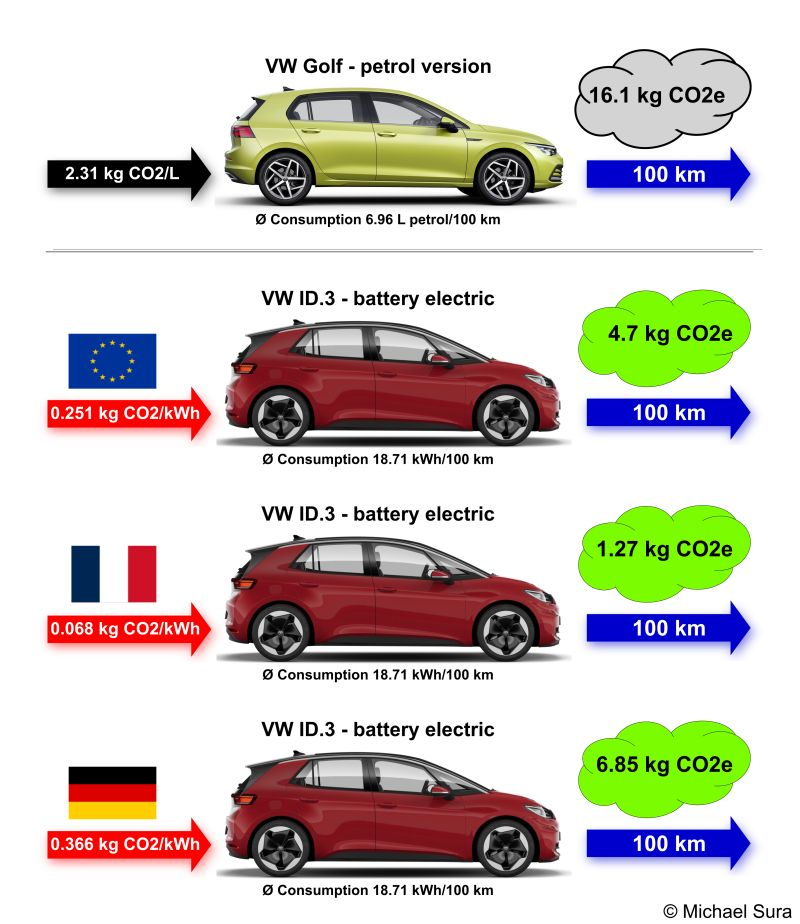 VW Golf - petrol version
16.1 kg CO2e
2.31 kg CO2/L
100 km
Ø Consumption 6.96 L petrol/100 km
VW ID.3 - battery electric
4.7 kg CO2e
0.251 kg CO2/kWh
100 km
Ø Consumption 18.71 kWh/100 km
VW ID.3 - battery electric
1.27 kg CO2e
0.068 kg CO2/kWh
100 km
Ø Consumption 18.71 kWh/100 km
VW ID.3 - battery electric
6.85 kg CO2e
0.366 kg CO2/kWh
100 km
Ø Consumption 18.71 kWh/100 km
© Michael Sura